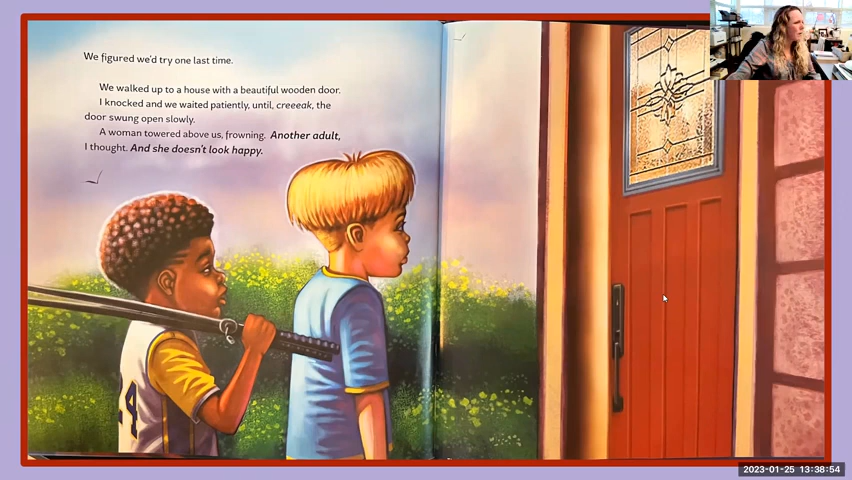 We figured we'd try one last time.
We walked up to a house with a beautiful wooden door.
I knocked and we waited patiently, until, creeeak, the
door swung open slowly.
A woman towered above us, frowning. Another adult,
I thought. And she doesn't look happy.
24
2023-01-25 13:38:54